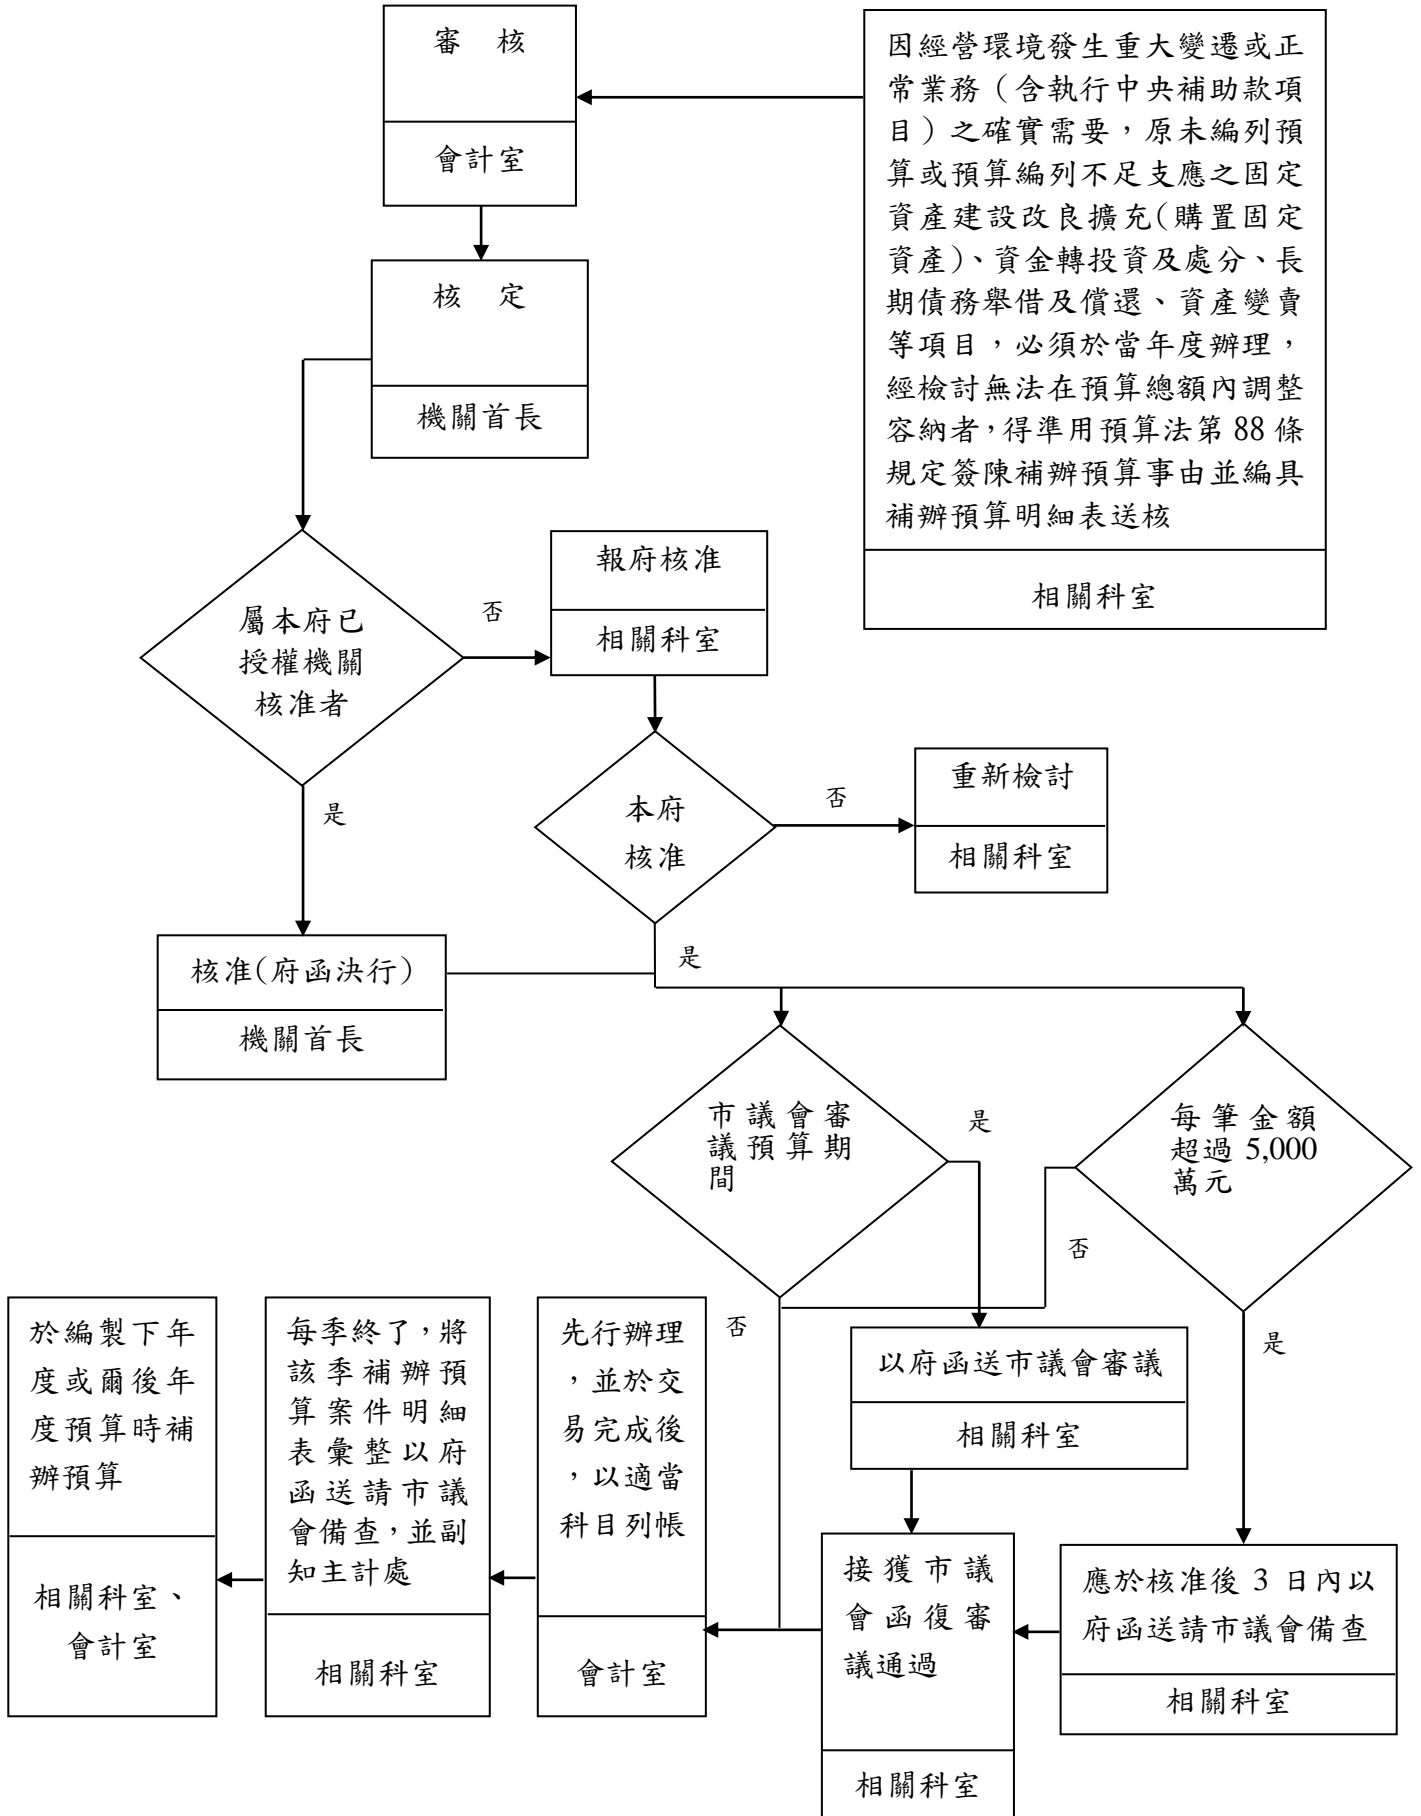 因經營環境發生重大變遷或正
常業務（含執行中央補助款項
目）之確實需要，原未編列預
算或預算編列不足支應之固定
資產建設改良擴充(購置固定
資產)、資金轉投資及處分、長
期債務舉借及償還、資產變賣
等項目，必須於當年度辦理，
經檢討無法在預算總額內調整
容納者，得準用預算法第 88 條
規定簽陳補辦預算事由並編具
補辦預算明細表送核
相關科室
審　核
會計室
核　定
機關首長
屬本府已
授權機關
核准者
否
是
報府核准
相關科室
本府
核准
否
是
重新檢討
相關科室
核准(府函決行)
機關首長
市議會審
議預算期
間
是
否
每筆金額
超過 5,000
萬元
否
是
以府函送市議會審議
相關科室
應於核准後 3 日內以
府函送請市議會備查
相關科室
接獲市議
會函復審
議通過
相關科室
先行辦理
，並於交
易完成後
，以適當
科目列帳
會計室
每季終了，將
該季補辦預
算案件明細
表彙整以府
函送請市議
會備查，並副
知主計處
相關科室
於編製下年
度或爾後年
度預算時補
辦預算
相關科室、
會計室